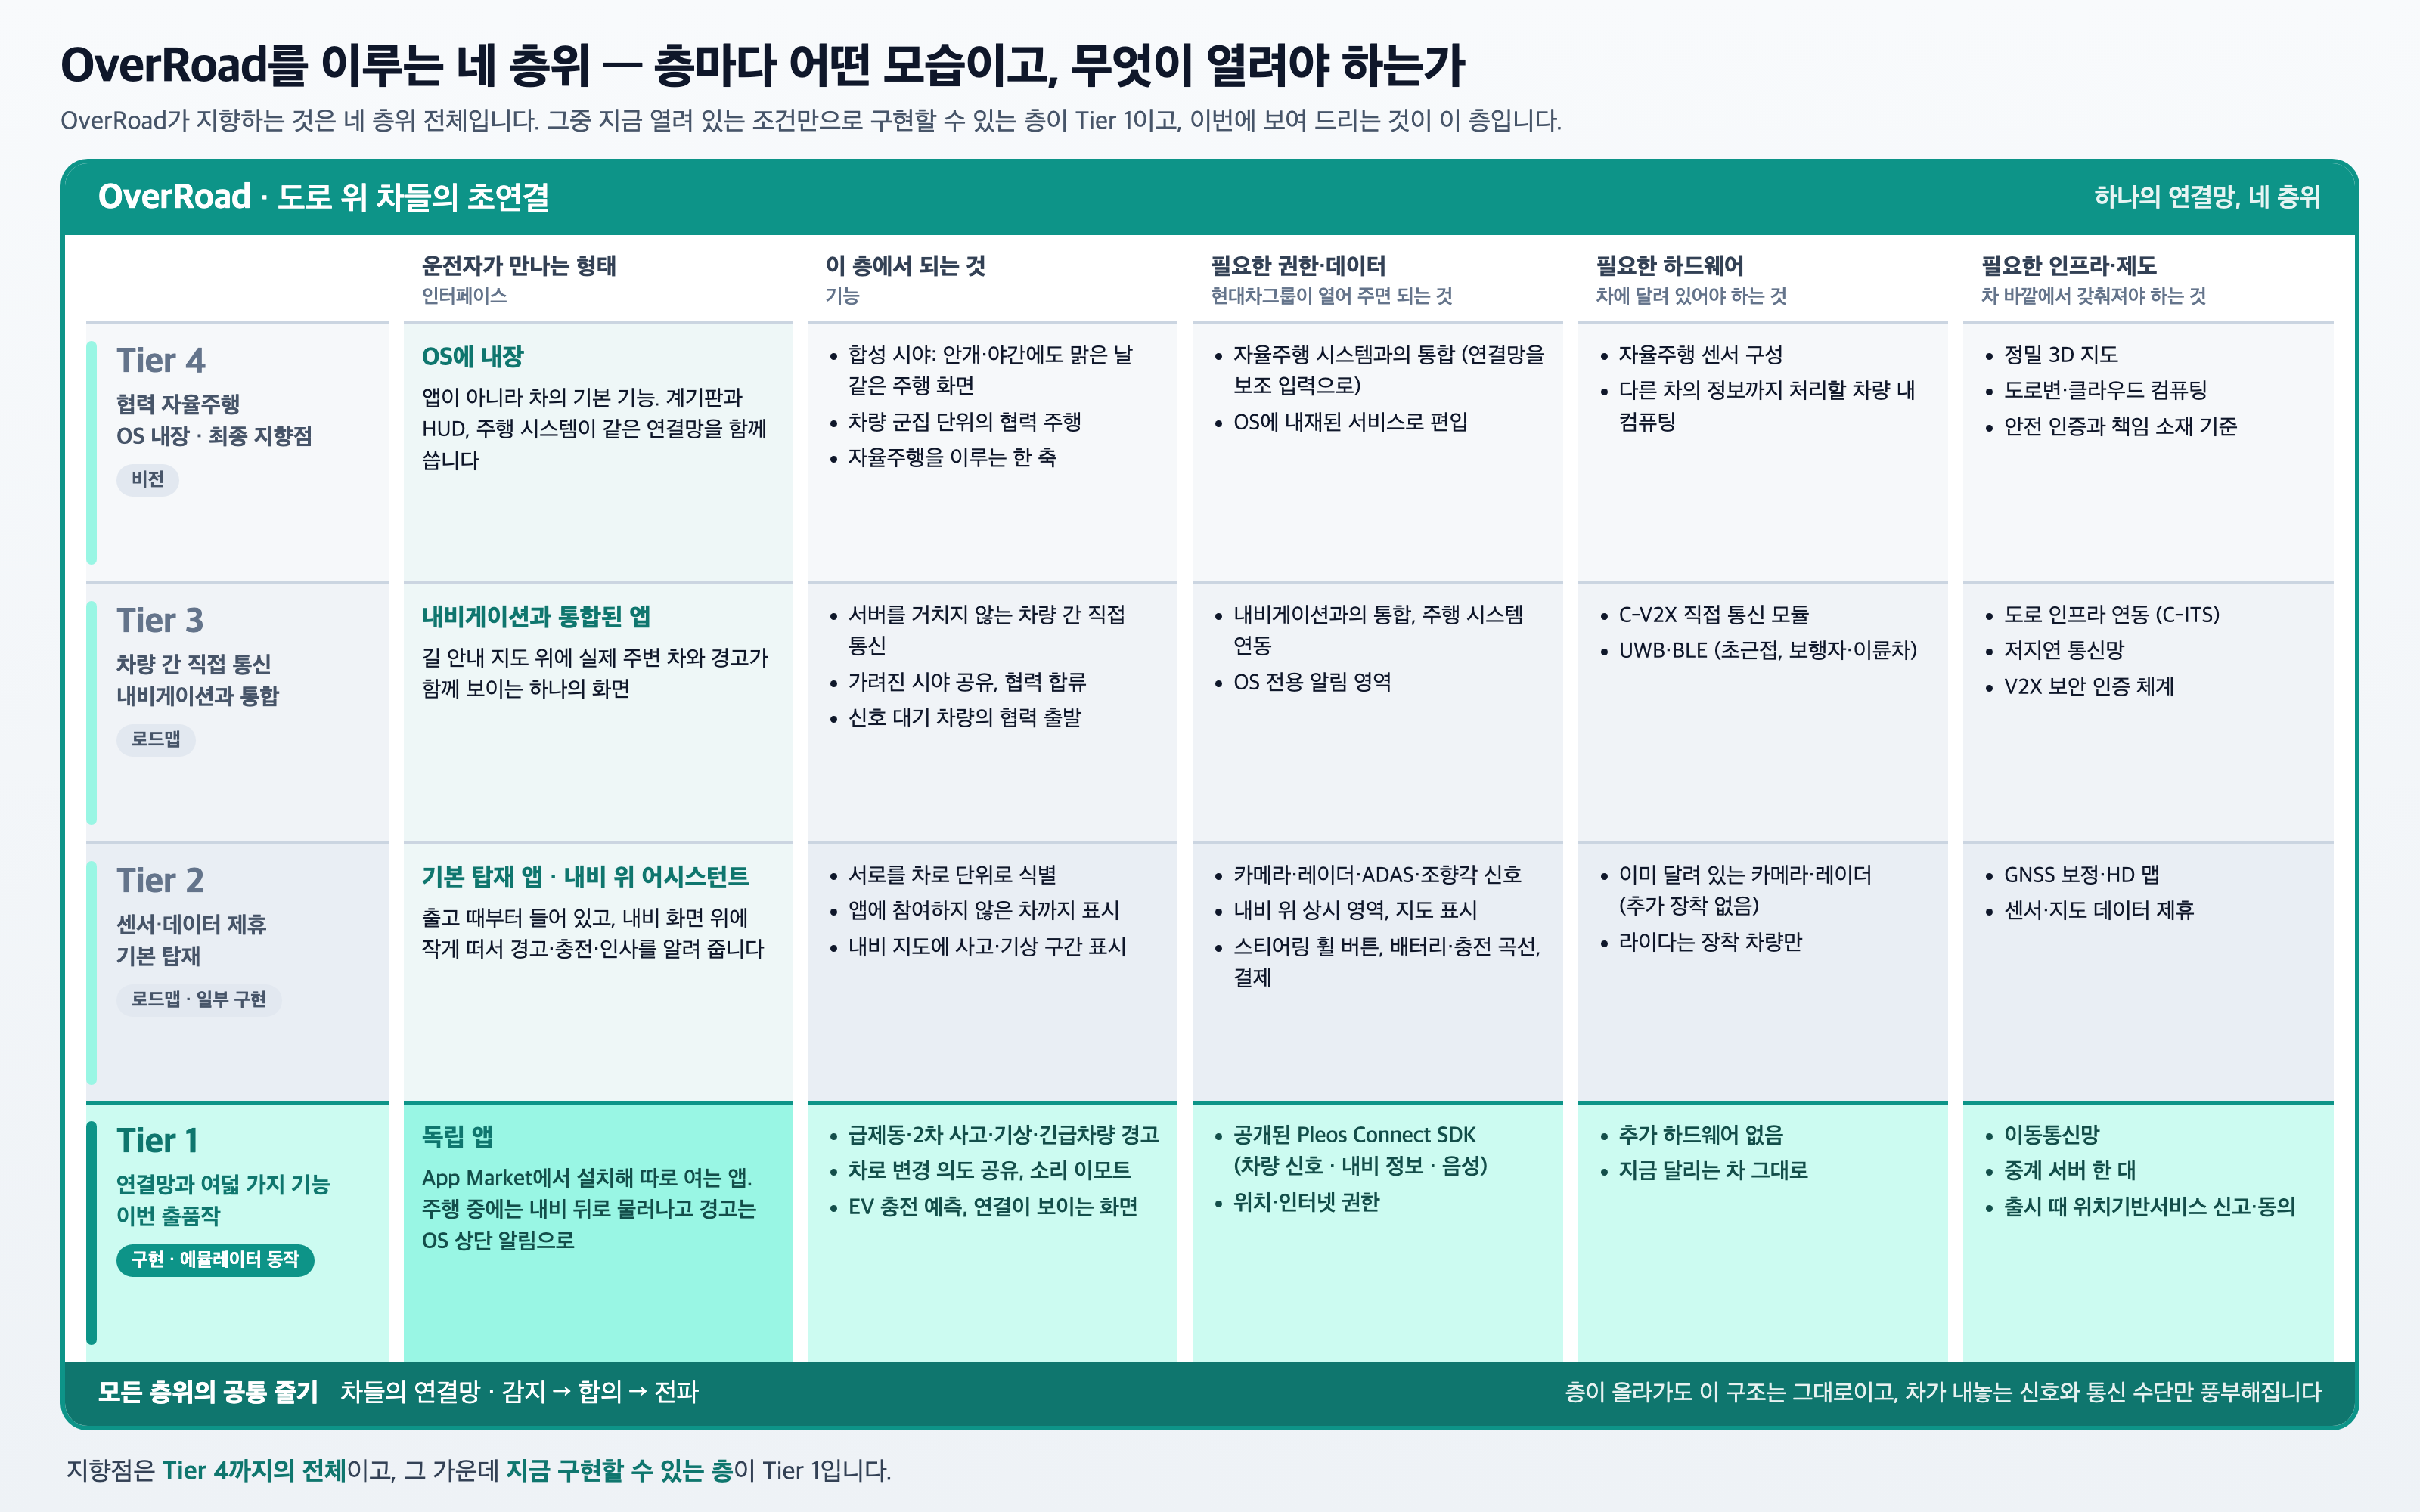 OverRoad를 이루는 네 층위 — 층마다 어떤 모습이고, 무엇이 열려야 하는가
OverRoad가 지향하는 것은 네 층위 전체입니다. 그중 지금 열려 있는 조건만으로 구현할 수 있는 층이 Tier 1이고, 이번에 보여 드리는 것이 이 층입니다.
OverRoad · 도로 위 차들의 초연결
하나의 연결망, 네 층위
운전자가 만나는 형태
인터페이스
이 층에서 되는 것
기능
필요한 권한·데이터
현대차그룹이 열어 주면 되는 것
필요한 하드웨어
차에 달려 있어야 하는 것
필요한 인프라·제도
차 바깥에서 갖춰져야 하는 것
Tier 4
협력 자율주행
OS 내장 · 최종 지향점
비전
OS에 내장
앱이 아니라 차의 기본 기능. 계기판과
HUD, 주행 시스템이 같은 연결망을 함께
씁니다
• 합성 시야: 안개·야간에도 맑은 날
같은 주행 화면
• 차량 군집 단위의 협력 주행
• 자율주행을 이루는 한 축
• 자율주행 시스템과의 통합 (연결망을
보조 입력으로)
• OS에 내재된 서비스로 편입
• 자율주행 센서 구성
• 다른 차의 정보까지 처리할 차량 내
컴퓨팅
• 정밀 3D 지도
• 도로변·클라우드 컴퓨팅
• 안전 인증과 책임 소재 기준
Tier 3
차량 간 직접 통신
내비게이션과 통합
로드맵
내비게이션과 통합된 앱
길 안내 지도 위에 실제 주변 차와 경고가
함께 보이는 하나의 화면
• 서버를 거치지 않는 차량 간 직접
통신
• 가려진 시야 공유, 협력 합류
• 신호 대기 차량의 협력 출발
• 내비게이션과의 통합, 주행 시스템
연동
• OS 전용 알림 영역
• C-V2X 직접 통신 모듈
• UWB·BLE (초근접, 보행자·이륜차)
• 도로 인프라 연동 (C-ITS)
• 저지연 통신망
• V2X 보안 인증 체계
Tier 2
센서·데이터 제휴
기본 탑재
로드맵 · 일부 구현
기본 탑재 앱 · 내비 위 어시스턴트
출고 때부터 들어 있고, 내비 화면 위에
작게 떠서 경고·충전·인사를 알려 줍니다
• 서로를 차로 단위로 식별
• 앱에 참여하지 않은 차까지 표시
• 내비 지도에 사고·기상 구간 표시
• 카메라·레이더·ADAS·조향각 신호
• 내비 위 상시 영역, 지도 표시
• 스티어링 휠 버튼, 배터리·충전 곡선,
결제
• 이미 달려 있는 카메라·레이더
(추가 장착 없음)
• 라이다는 장착 차량만
• GNSS 보정·HD 맵
• 센서·지도 데이터 제휴
Tier 1
연결망과 여덟 가지 기능
이번 출품작
구현 · 에뮬레이터 동작
독립 앱
App Market에서 설치해 따로 여는 앱.
주행 중에는 내비 뒤로 물러나고 경고는
OS 상단 알림으로
• 급제동·2차 사고·기상·긴급차량 경고
• 차로 변경 의도 공유, 소리 이모트
• EV 충전 예측, 연결이 보이는 화면
• 공개된 Pleos Connect SDK
(차량 신호 · 내비 정보 · 음성)
• 위치·인터넷 권한
• 추가 하드웨어 없음
• 지금 달리는 차 그대로
• 이동통신망
• 중계 서버 한 대
• 출시 때 위치기반서비스 신고·동의
모든 층위의 공통 줄기 차들의 연결망 · 감지 → 합의 → 전파
층이 올라가도 이 구조는 그대로이고, 차가 내놓는 신호와 통신 수단만 풍부해집니다
지향점은 Tier 4까지의 전체이고, 그 가운데 지금 구현할 수 있는 층이 Tier 1입니다.